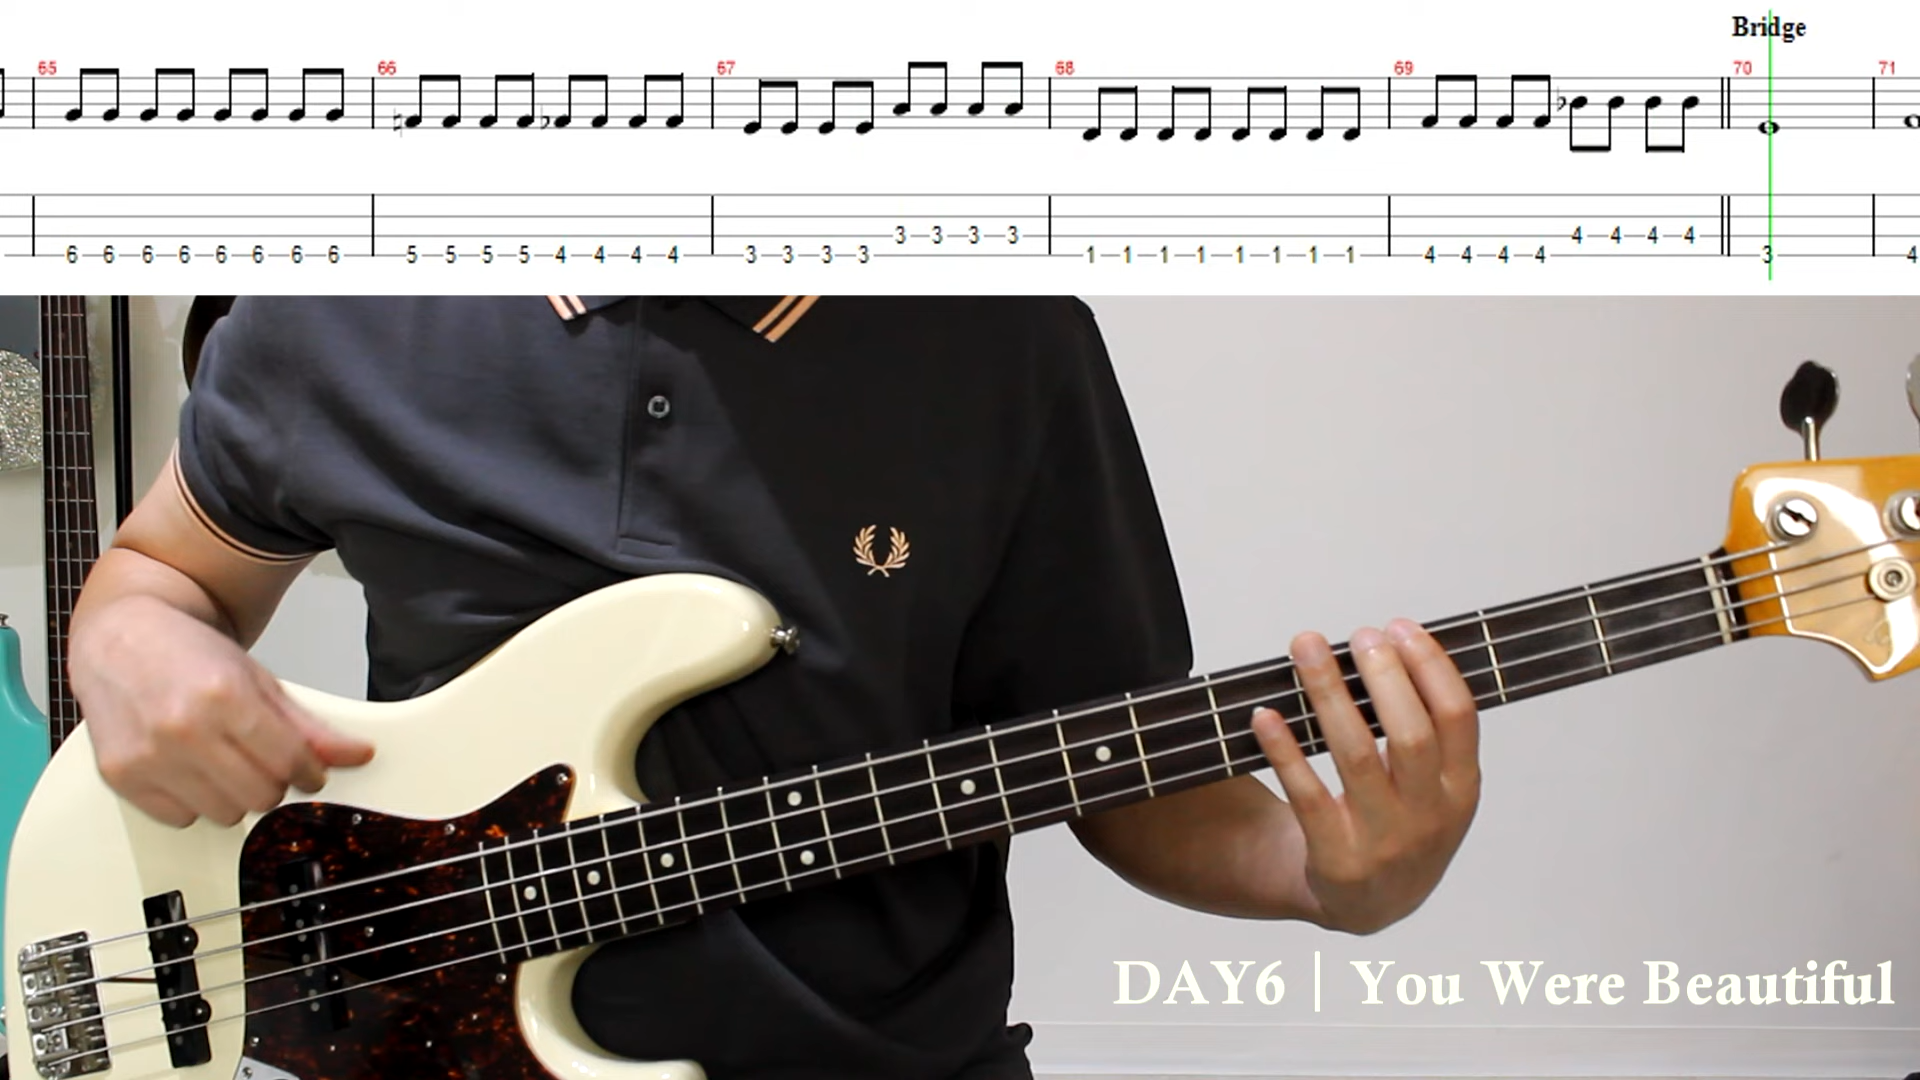 Bridge
65 66 67 68 69 70 71
3 3 3 3 4 4 4 4
6 6 6 6 6 6 6 6 5 5 5 5 4 4 4 4 3 3 3 3 1 1 1 1 1 1 1 1 4 4 4 4 3 4
DAY6 | You Were Beautiful